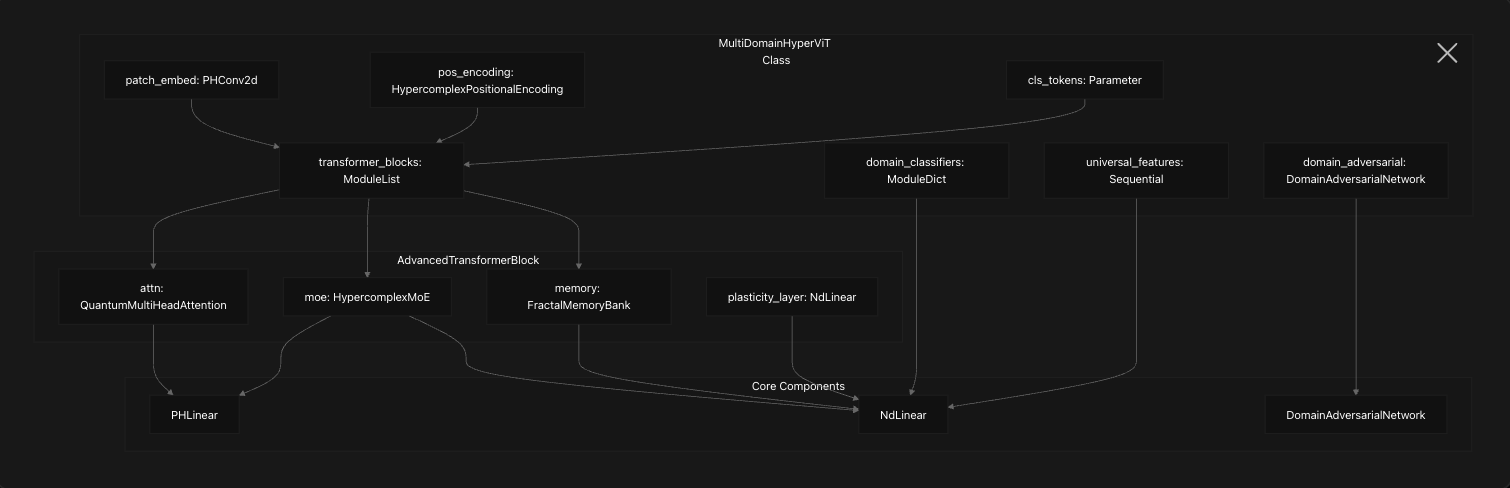 MultiDomainHyperViT
Class
patch_embed: PHConv2d
pos_encoding:
HypercomplexPositionalEncoding
cls_tokens: Parameter
transformer_blocks:
ModuleList
domain_classifiers:
ModuleDict
universal_features:
Sequential
domain_adversarial:
DomainAdversarialNetwork
AdvancedTransformerBlock
attn:
QuantumMultiHeadAttention
moe: HypercomplexMoE
memory:
FractalMemoryBank
plasticity_layer: NdLinear
Core Components
PHLinear
NdLinear
DomainAdversarialNetwork